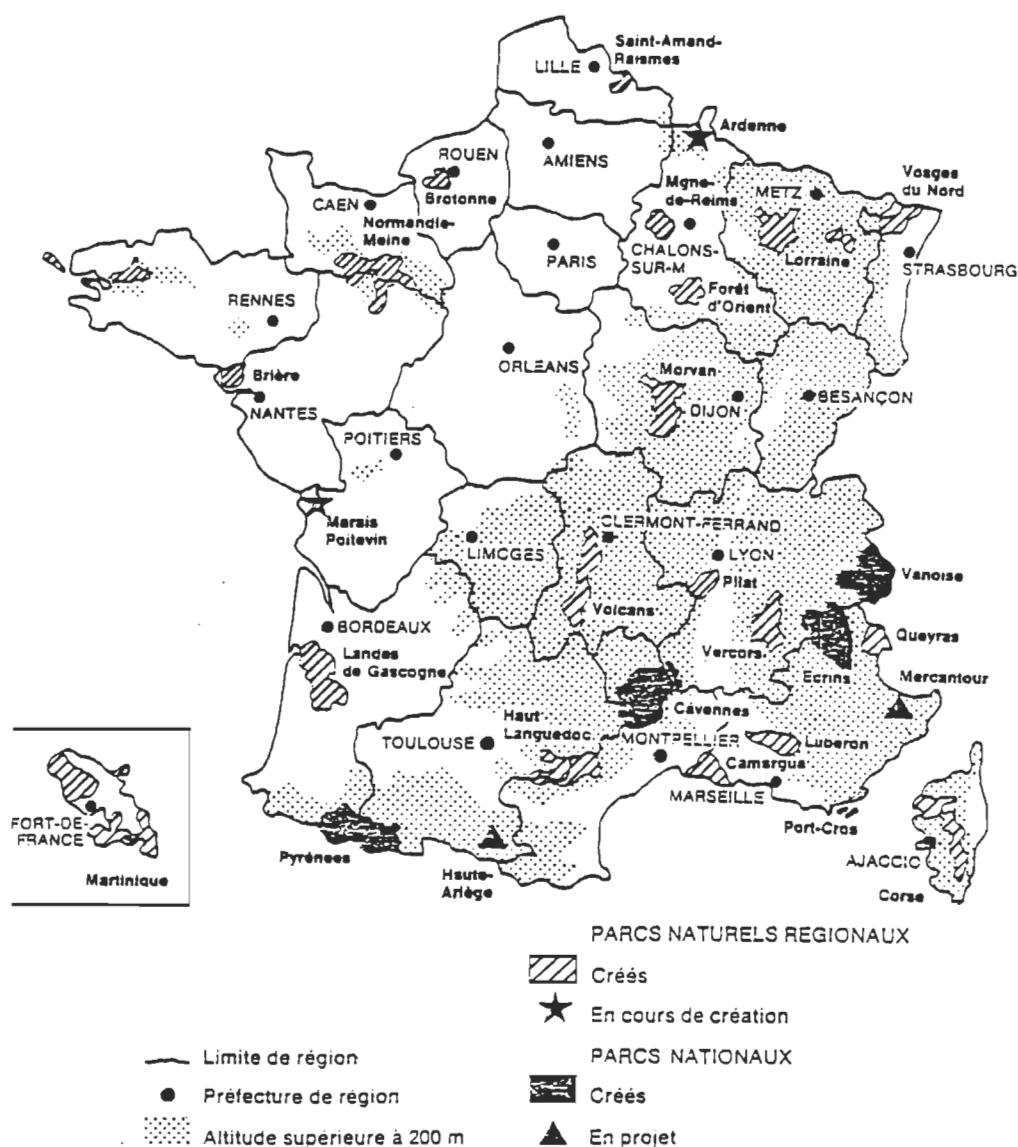 Saint-Amand-
Raismes
LILLE
Ardenne
AMIENS
ROUEN
Brotonne
Vosges
du Nord
METZ
Mgne-
de-Reims
CAEN
Normandie-
Meine
PARIS
CHALONS-
SUR-M
Lorraine
STRASBOURG
Forêt
d'Orient
RENNES
ORLEANS
Brière
NANTES
Morvan
DIJON
BESANÇON
POITIERS
Marais
Poitevin
LIMOGES
CLERMONT-FERRAND
LYON
Pilat
Vanoise
Volcans
BORDEAUX
Landes
de Gascogne
Vercors
Ecrins
Queyras
Mercantour
Cévennes
Haut
Languedoc
MONTPELLIER
TOULOUSE
Luberon
Camargue
MARSEILLE
Port-Cros
FORT-DE-
FRANCE
Martinique
Pyrénees
Haute-
Ariège
AJACCIO
Corse
PARCS NATURELS REGIONAUX
Créés
En cours de création
Limite de région
PARCS NATIONAUX
Préfecture de région
Créés
Altitude supérieure à 200 m
En projet